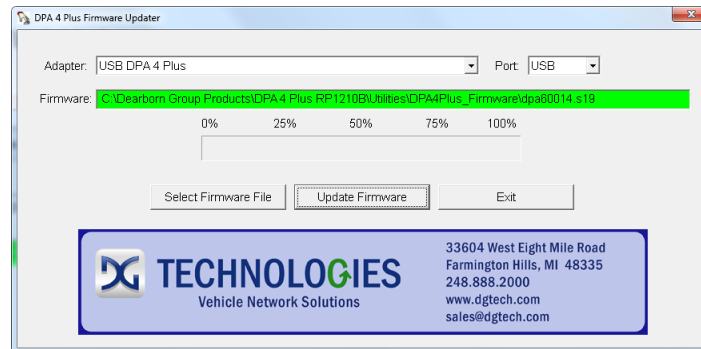 DPA 4 Plus Firmware Updater
Adapter: USB DPA 4 Plus Port: USB
Firmware: C:\Dearborn Group Products\DPA 4 Plus RP1210B\Utilities\DPA4Plus_Firmware\dpa60014.s19
0% 25% 50% 75% 100%
Select Firmware File Update Firmware Exit
DG TECHNOLOGIES
Vehicle Network Solutions
33604 West Eight Mile Road
Farmington Hills, MI 48335
248.888.2000
www.dgtech.com
sales@dgtech.com